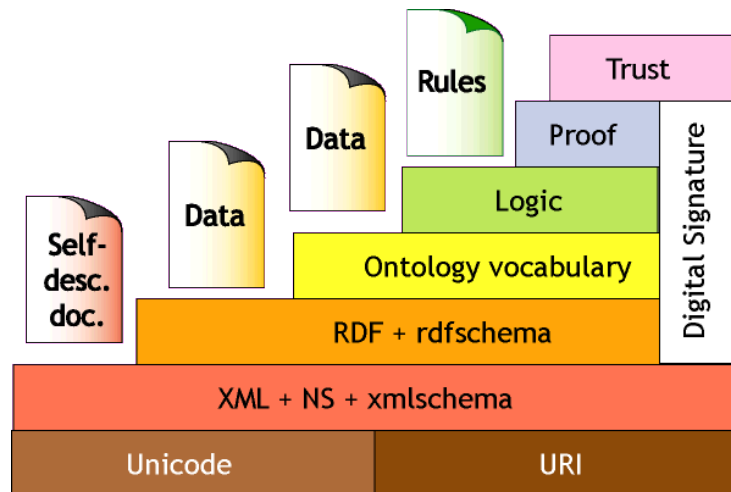 Rules
Trust
Data
Proof
Data
Logic
Self-
desc.
doc.
Ontology vocabulary
Digital Signature
RDF + rdfschema
XML + NS + xmlschema
Unicode
URI